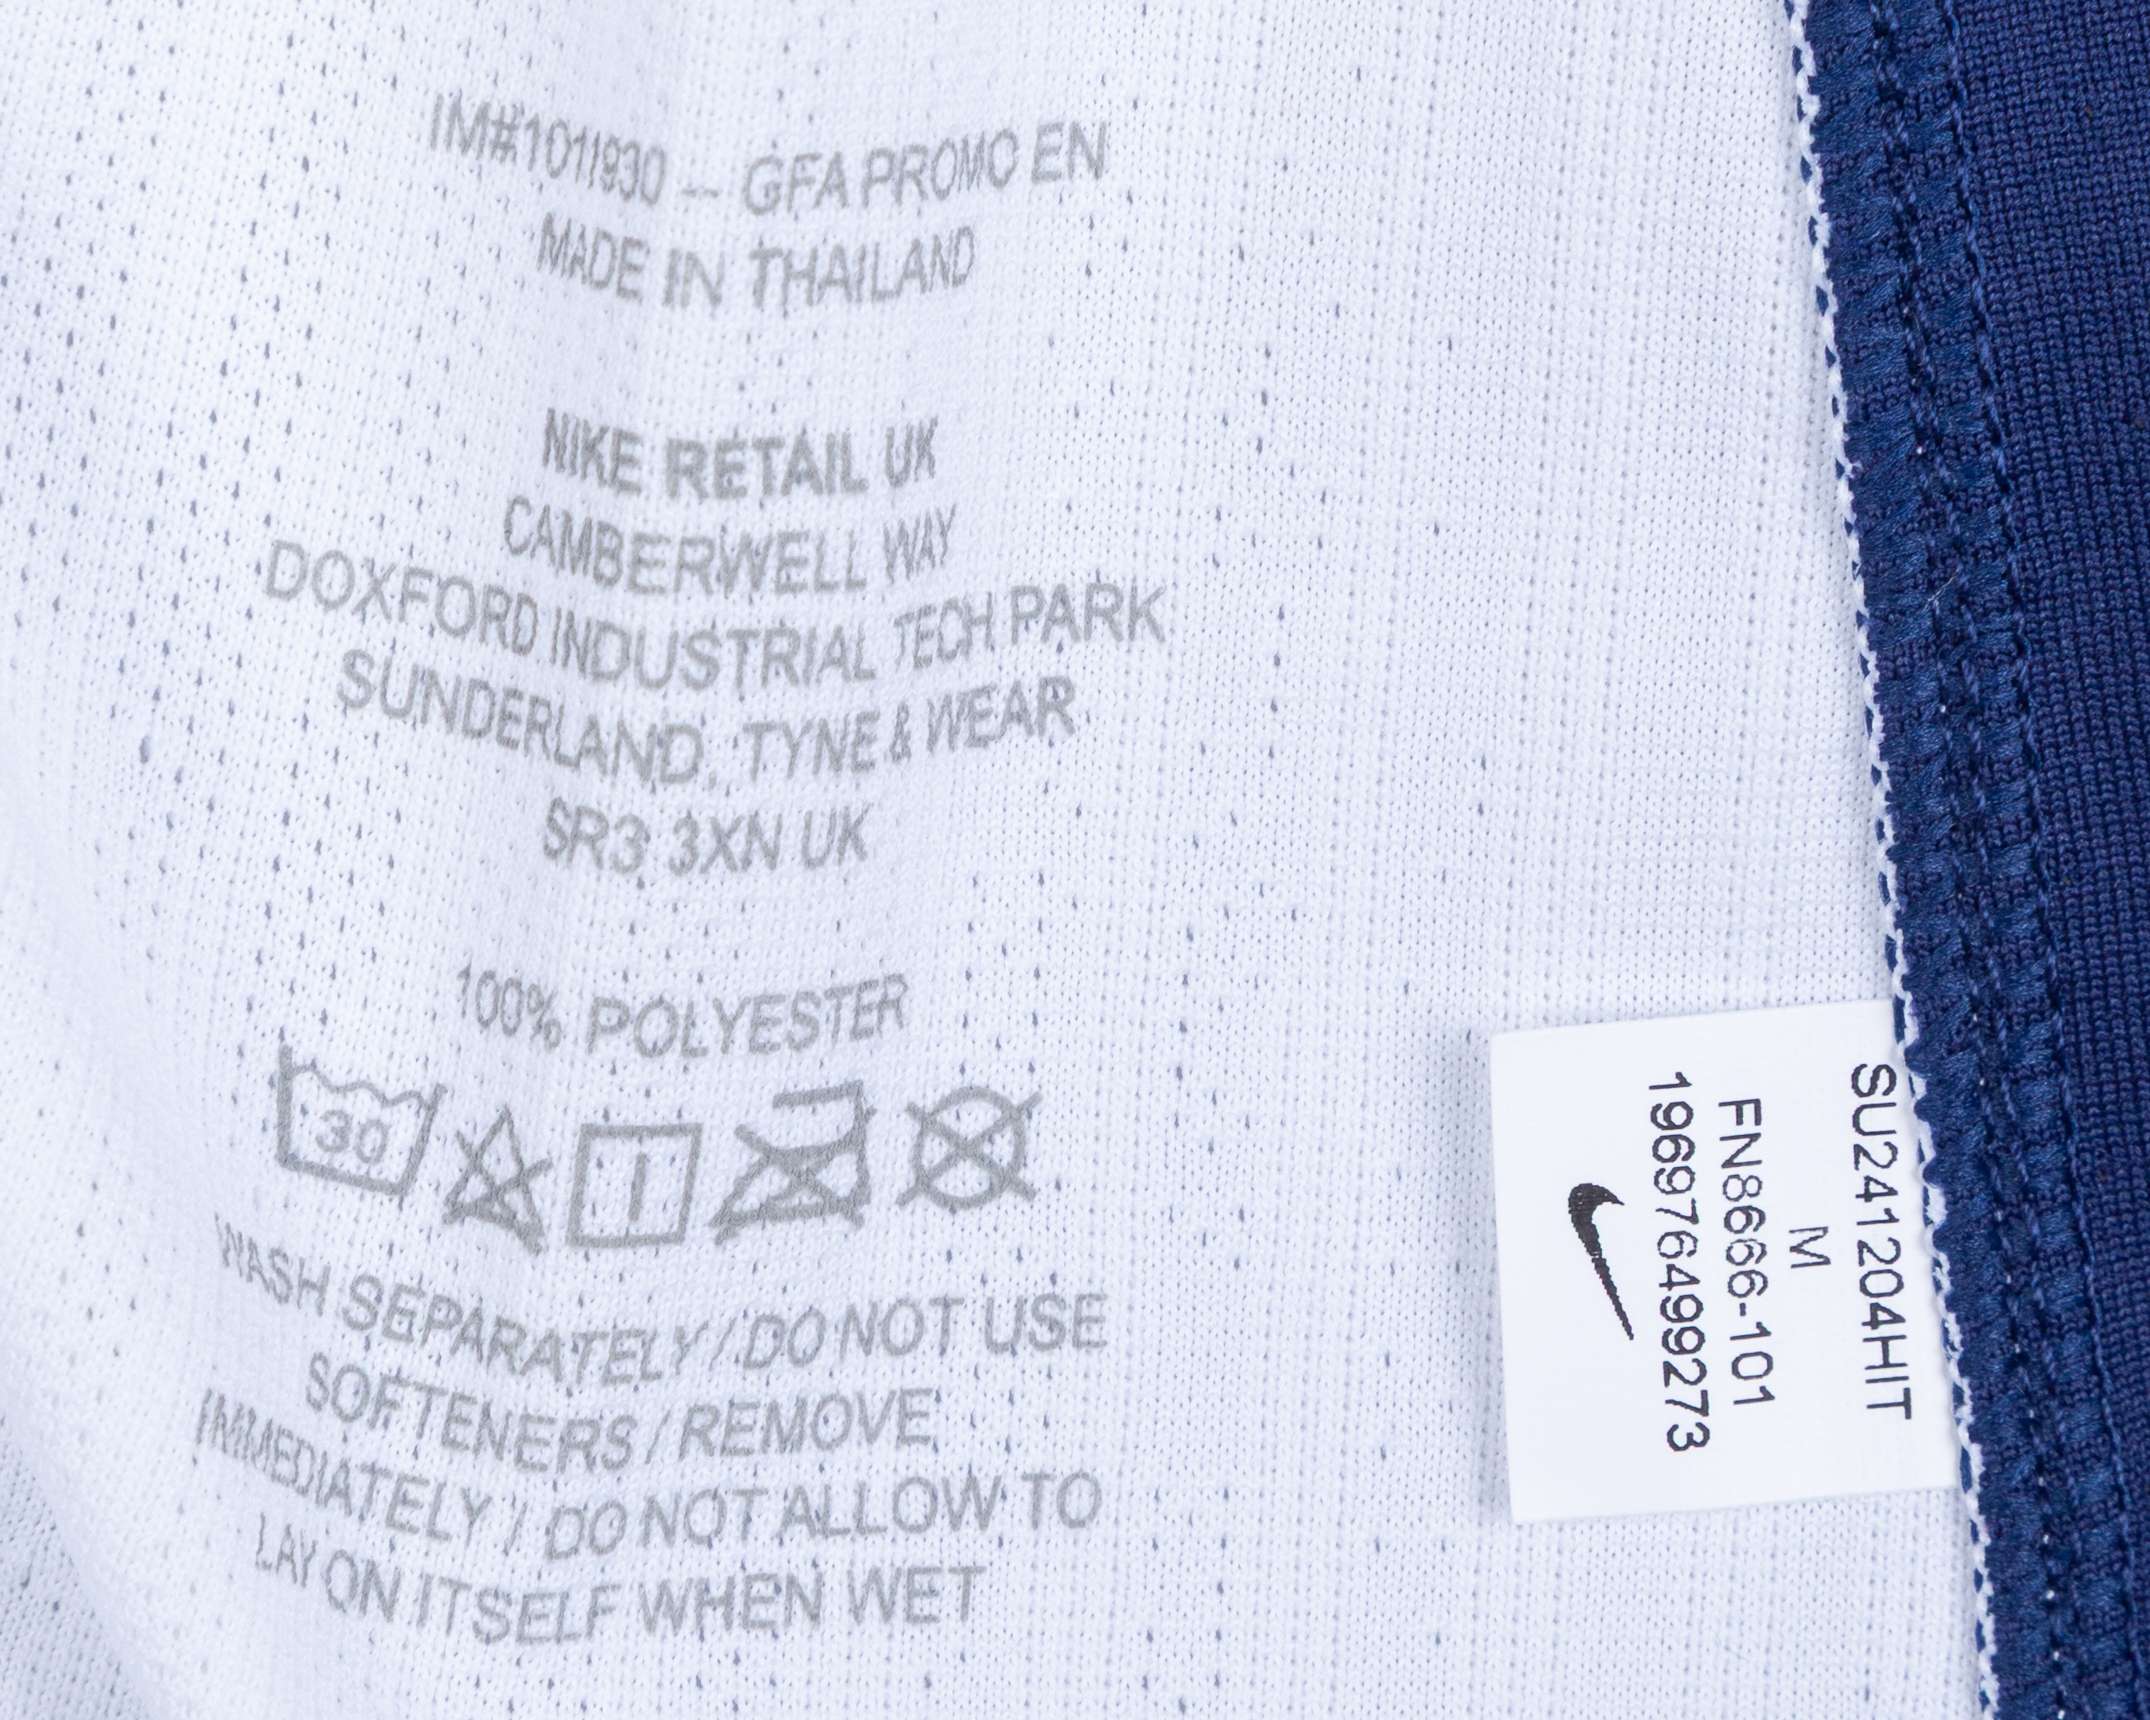 IM#1011930 -- GFA PROMO EN
MADE IN THAILAND
NIKE RETAIL UK
CAMBERWELL WAY
DOXFORD INDUSTRIAL TECH PARK
SUNDERLAND, TYNE & WEAR
SR3 3XN UK
100% POLYESTER
30
WASH SEPARATELY / DO NOT USE
SOFTENERS / REMOVE
IMMEDIATELY / DO NOT ALLOW TO
LAY ON ITSELF WHEN WET
SU241204HIT
M
FN8666-101
196976499273